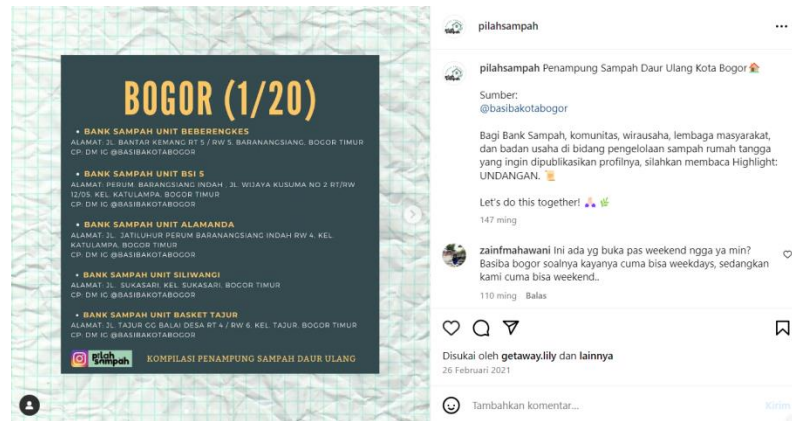 BOGOR (1/20)
• BANK SAMPAH UNIT BEBERENGKES
ALAMAT: JL. BANTAR KEMANG RT 5 / RW 5. BARANANGSIANG, BOGOR TIMUR
CP: DM IG @BASIBAKOTABOGOR
• BANK SAMPAH UNIT BSI 5
ALAMAT: PERUM. BARANGSIANG INDAH , JL. WIJAYA KUSUMA NO 2 RT/RW
12/05. KEL. KATULAMPA, BOGOR TIMUR
CP: DM IG @BASIBAKOTABOGOR
• BANK SAMPAH UNIT ALAMANDA
ALAMAT: JL. JATILUHUR PERUM BARANANGSIANG INDAH RW 4. KEL.
KATULAMPA, BOGOR TIMUR
CP: DM IG @BASIBAKOTABOGOR
• BANK SAMPAH UNIT SILIWANGI
ALAMAT: JL. SUKASARI, KEL. SUKASARI, BOGOR TIMUR
CP: DM IG @BASIBAKOTABOGOR
• BANK SAMPAH UNIT BASKET TAJUR
ALAMAT: JL. TAJUR GG BALAI DESA RT 4 / RW 6. KEL. TAJUR, BOGOR TIMUR
CP: DM IG @BASIBAKOTABOGOR
pilah
sampah
KOMPILASI PENAMPUNG SAMPAH DAUR ULANG
pilahsampah
pilahsampah Penampung Sampah Daur Ulang Kota Bogor🏠
Sumber:
@basibakotabogor
Bagi Bank Sampah, komunitas, wirausaha, lembaga masyarakat,
dan badan usaha di bidang pengelolaan sampah rumah tangga
yang ingin dipublikasikan profilnya, silahkan membaca Highlight:
UNDANGAN. 📜
Let's do this together!
147 ming
zainfmahawani Ini ada yg buka pas weekend ngga ya min?
Basiba bogor soalnya kayanya cuma bisa weekdays, sedangkan
kami cuma bisa weekend..
110 ming Balas
Disukai oleh getaway.lily dan lainnya
26 Februari 2021
Tambahkan komentar...
Kirim